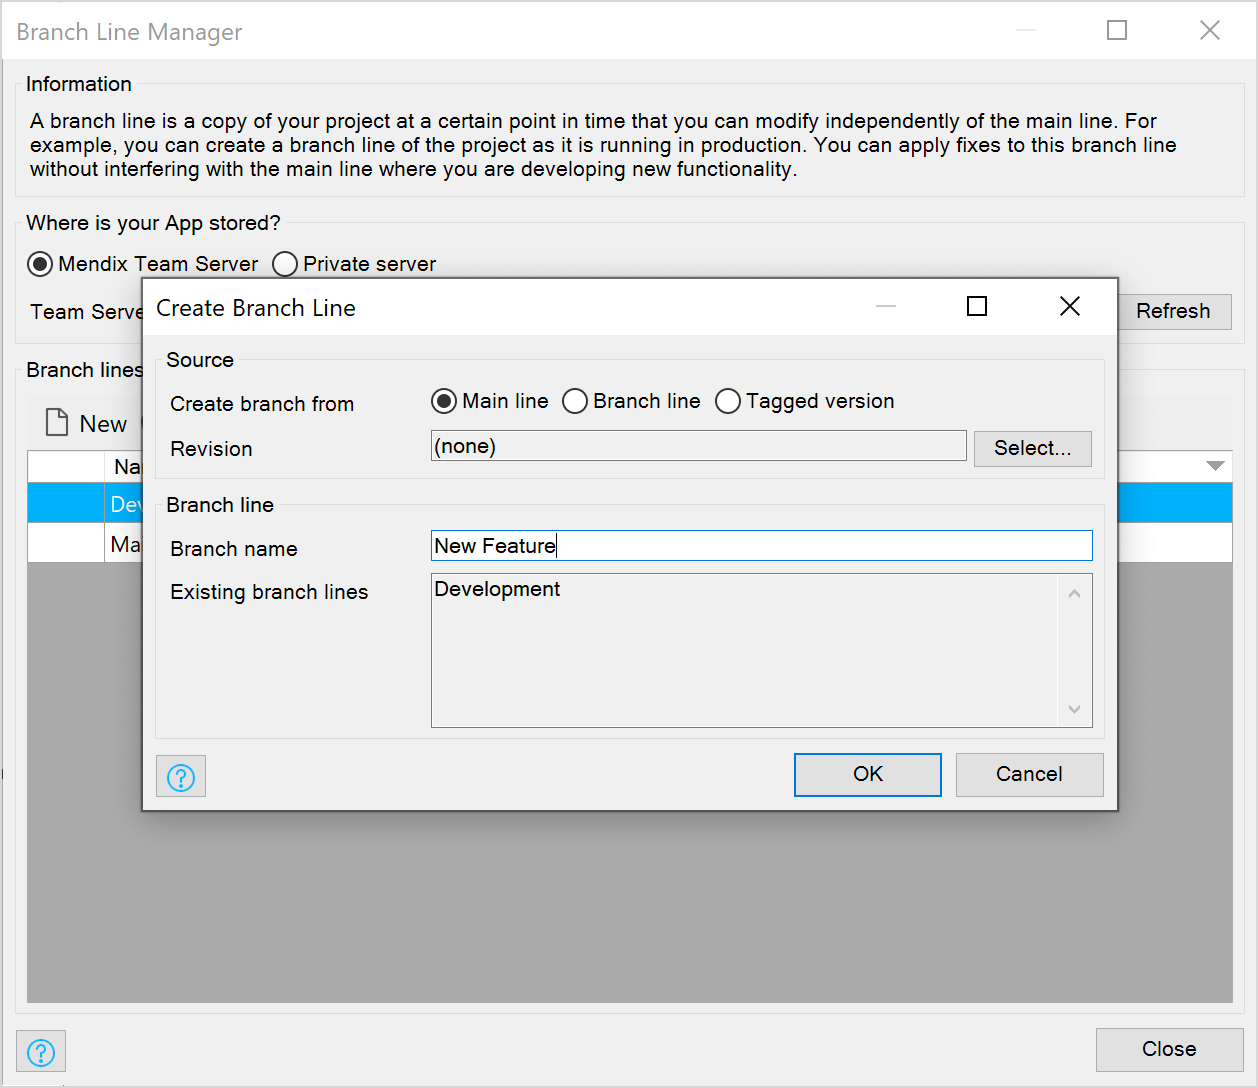 Branch Line Manager
Information
A branch line is a copy of your project at a certain point in time that you can modify independently of the main line. For
example, you can create a branch line of the project as it is running in production. You can apply fixes to this branch line
without interfering with the main line where you are developing new functionality.
Where is your App stored?
Mendix Team Server Private server
Team Serve
Refresh
Create Branch Line
Source
Create branch from Main line Branch line Tagged version
Revision (none) Select...
Branch lines
New
Na
Dev
Mai
Branch line
Branch name New Feature
Existing branch lines Development
?
OK Cancel
?
Close